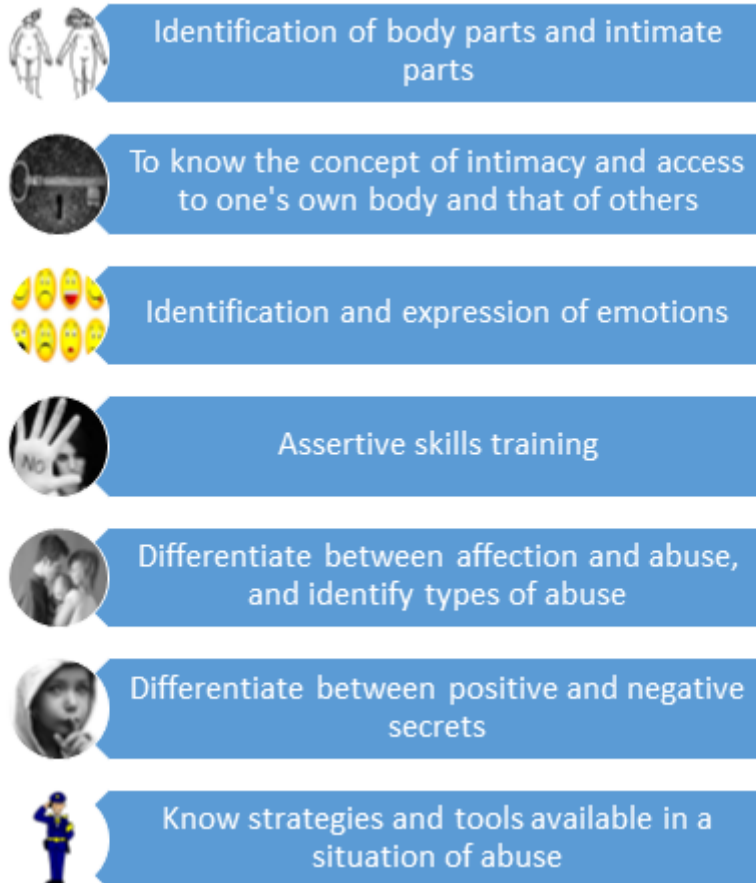 Identification of body parts and intimate
parts
To know the concept of intimacy and access
to one's own body and that of others
Identification and expression of emotions
No
Assertive skills training
Differentiate between affection and abuse,
and identify types of abuse
Differentiate between positive and negative
secrets
Know strategies and tools available in a
situation of abuse